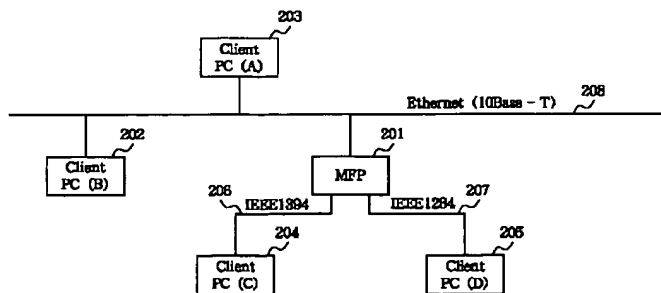 203
Client
PC (A)
Ethernet (10Base - T)
208
202
Client
PC (B)
201
MFP
206
IEEE1394
IEEE1284
207
204
Client
PC (C)
205
Client
PC (D)